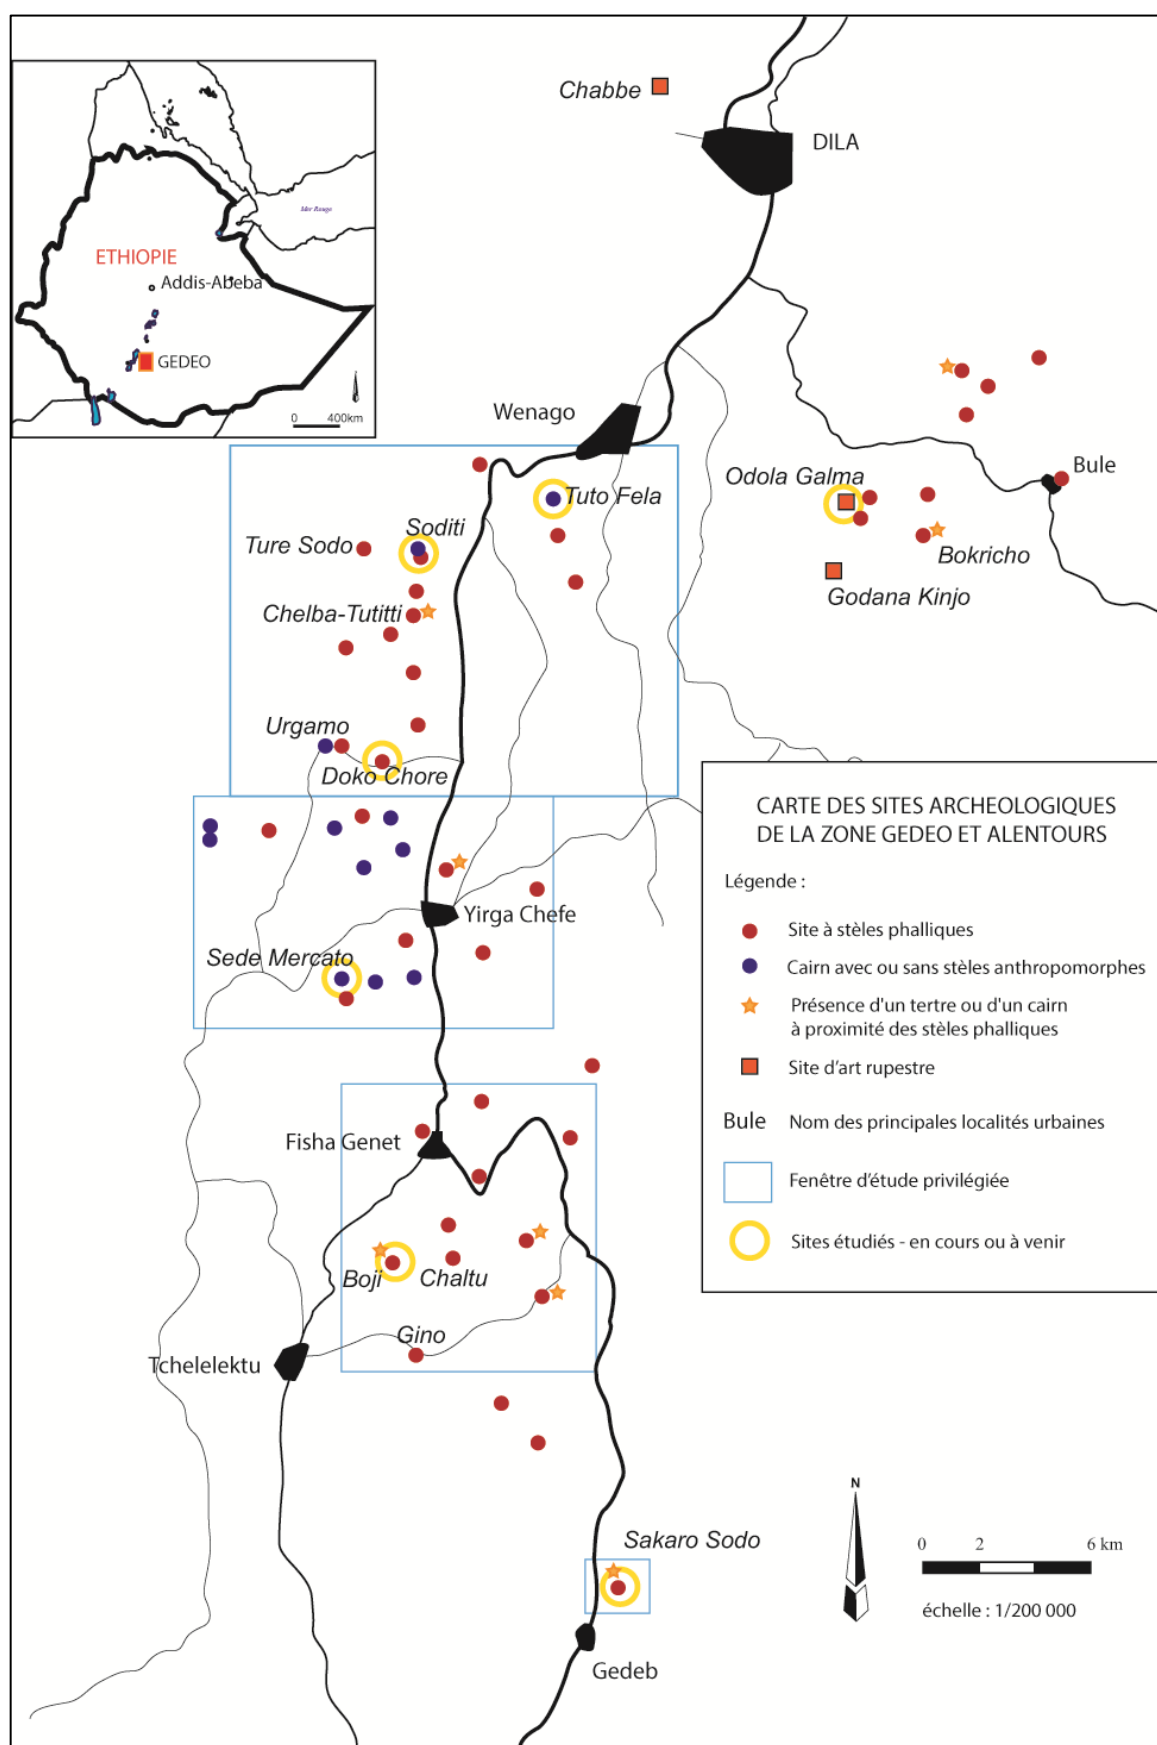 Chabbe
DILA
Mer Rouge
ETHIOPIE
Addis-Abeba
GEDEO
0 400km
Wenago
Bule
Odola Galma
Tuto Fela
Soditi
Ture Sodo
Bokricho
Godana Kinjo
Chelba-Tutitti
Urgamo
Doko Chore
CARTE DES SITES ARCHEOLOGIQUES
DE LA ZONE GEDEO ET ALENTOURS
Légende :
Site à stèles phalliques
Cairn avec ou sans stèles anthropomorphes
Présence d'un tertre ou d'un cairn
à proximité des stèles phalliques
Site d'art rupestre
Bule Nom des principales localités urbaines
Fenêtre d'étude privilégiée
Sites étudiés - en cours ou à venir
Yirga Chefe
Sede Mercato
Fisha Genet
Boji
Chaltu
Gino
Tchelelektu
Sakaro Sodo
Gedeb
N
0 2 6 km
échelle : 1/200 000